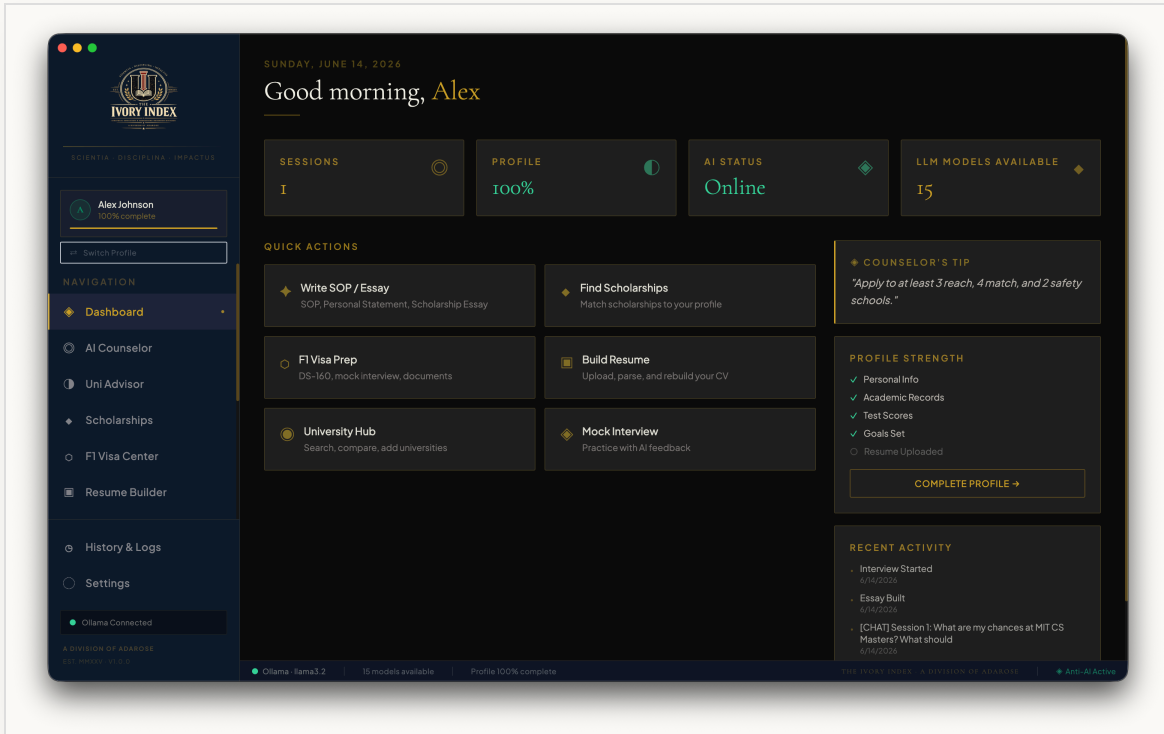 THE
IVORY INDEX
SCIENTIA · DISCIPLINA · IMPACTUS
A
Alex Johnson
100% complete
⇄ Switch Profile
NAVIGATION
Dashboard
AI Counselor
Uni Advisor
Scholarships
F1 Visa Center
Resume Builder
History & Logs
Settings
Ollama Connected
A DIVISION OF ADAROSE
EST. MMXXV · V1.0.0
SUNDAY, JUNE 14, 2026
Good morning, Alex
SESSIONS
1
PROFILE
100%
AI STATUS
Online
LLM MODELS AVAILABLE
15
QUICK ACTIONS
Write SOP / Essay
SOP, Personal Statement, Scholarship Essay
Find Scholarships
Match scholarships to your profile
F1 Visa Prep
DS-160, mock interview, documents
Build Resume
Upload, parse, and rebuild your CV
University Hub
Search, compare, add universities
Mock Interview
Practice with AI feedback
◈ COUNSELOR'S TIP
"Apply to at least 3 reach, 4 match, and 2 safety
schools."
PROFILE STRENGTH
✓ Personal Info
✓ Academic Records
✓ Test Scores
✓ Goals Set
Resume Uploaded
COMPLETE PROFILE →
RECENT ACTIVITY
Interview Started
6/14/2026
Essay Built
6/14/2026
[CHAT] Session 1: What are my chances at MIT CS
Masters? What should
6/14/2026
Ollama · llama3.2
15 models available
Profile 100% complete
THE IVORY INDEX · A DIVISION OF ADAROSE
◈ Anti-AI Active